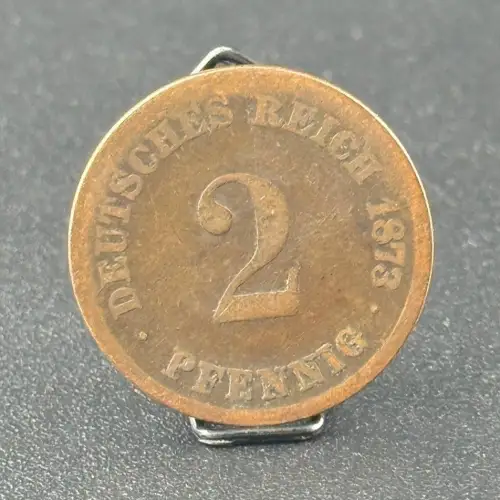 DEUTSCHES REICH 1873
2
· PFENNIG ·